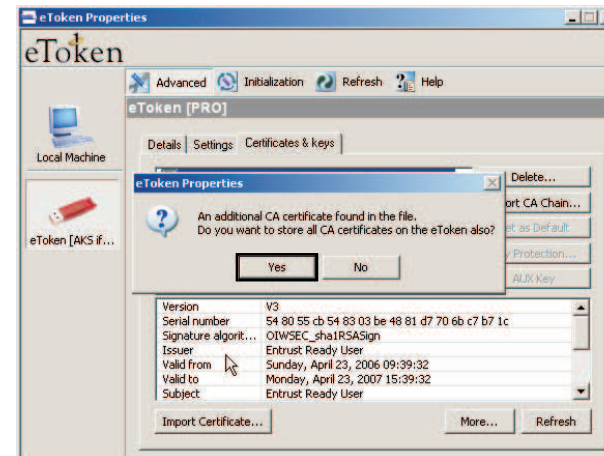 eToken Properties
eToken
Advanced Initialization Refresh Help
eToken [PRO]
Local Machine
eToken [AKS if...
Details Settings Certificates & keys
Delete...
ort CA Chain...
et as Default
y Protection...
AUX Key
eToken Properties
An additional CA certificate found in the file.
Do you want to store all CA certificates on the eToken also?
Yes No
Version V3
Serial number 54 80 55 cb 54 83 03 be 48 81 d7 70 6b c7 b7 1c
Signature algorit... OIWSEC_sha1RSASign
Issuer Entrust Ready User
Valid from Sunday, April 23, 2006 09:39:32
Valid to Monday, April 23, 2007 15:39:32
Subject Entrust Ready User
Import Certificate... More... Refresh